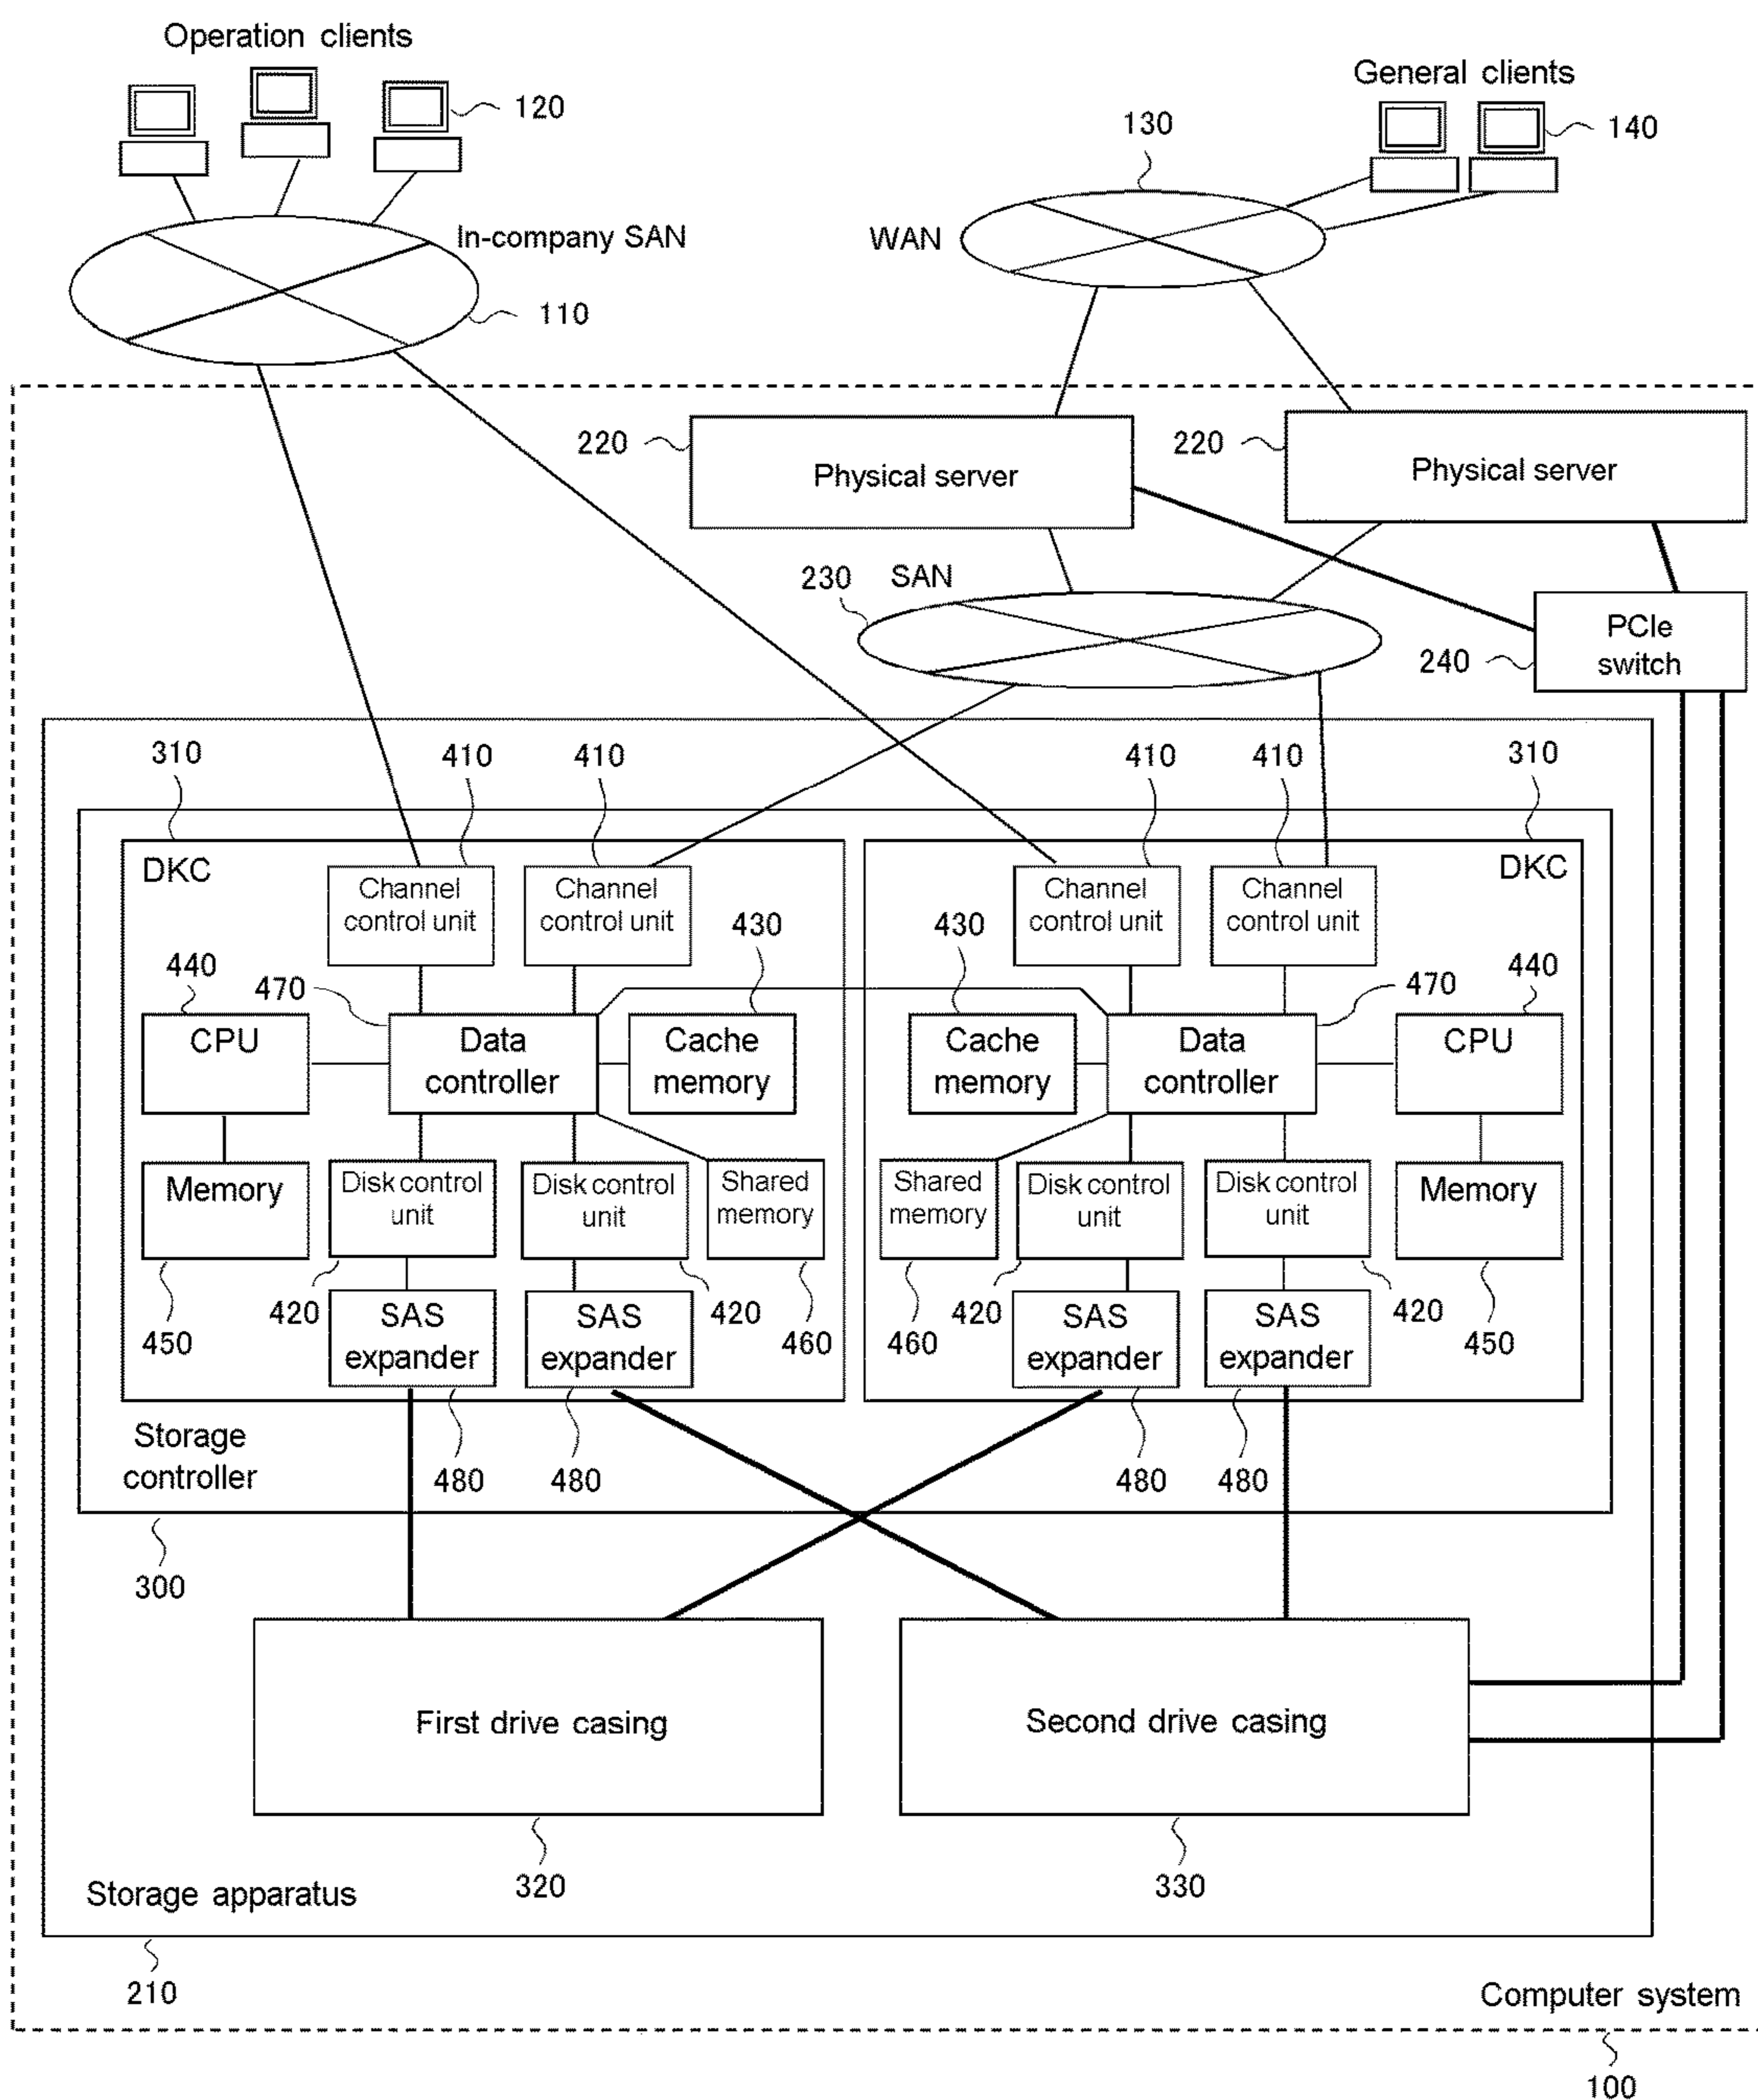 Operation clients
General clients
120
130
140
In-company SAN
WAN
110
220
Physical server
220
Physical server
230
SAN
PCIe
switch
240
310
410
410
410
410
310
DKC
Channel
control unit
Channel
control unit
Channel
control unit
Channel
control unit
DKC
430
430
440
470
470
440
CPU
Data
controller
Cache
memory
Cache
memory
Data
controller
CPU
Memory
Disk control
unit
Disk control
unit
Shared
memory
Shared
memory
Disk control
unit
Disk control
unit
Memory
450
420
SAS
expander
SAS
expander
420
460
460
420
SAS
expander
SAS
expander
420
450
Storage
controller
480
480
480
480
300
First drive casing
Second drive casing
320
330
Storage apparatus
210
Computer system
100